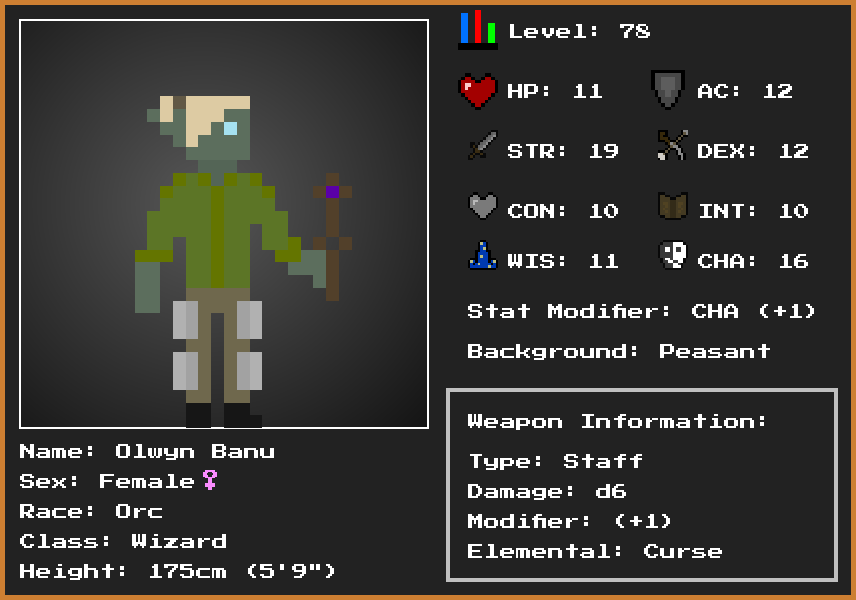 Level: 78
HP: 11
AC: 12
STR: 19
DEX: 12
CON: 10
INT: 10
WIS: 11
CHA: 16
Stat Modifier: CHA (+1)
Background: Peasant
Weapon Information:
Type: Staff
Damage: d6
Modifier: (+1)
Elemental: Curse
Name: Olwyn Banu
Sex: Female♀
Race: Orc
Class: Wizard
Height: 175cm (5'9")